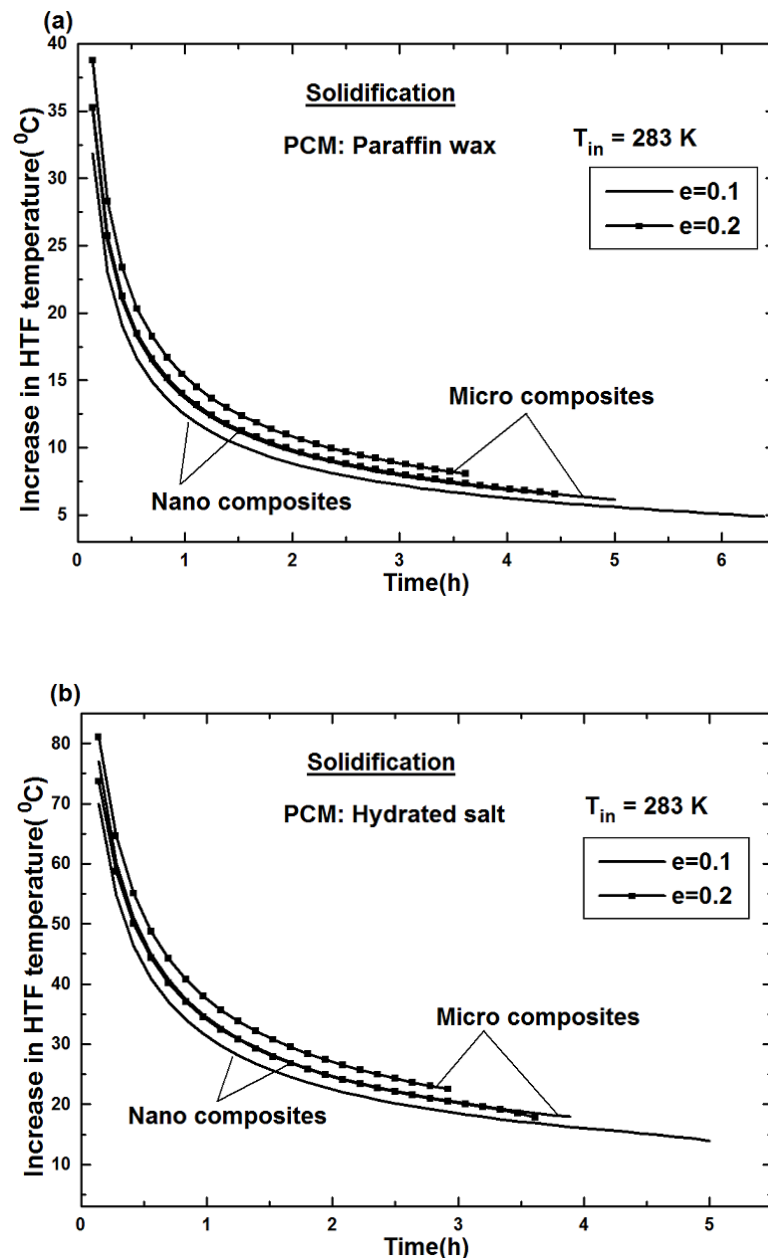 (a)
40
35
30
25
20
15
10
5
Increase in HTF temperature( ⁰C)
Solidification
PCM: Paraffin wax
T_in = 283 K
e=0.1
e=0.2
Micro composites
Nano composites
0 1 2 3 4 5 6
Time(h)
(b)
80
70
60
50
40
30
20
10
Increase in HTF temperature( ⁰C)
Solidification
PCM: Hydrated salt
T_in = 283 K
e=0.1
e=0.2
Micro composites
Nano composites
0 1 2 3 4 5
Time(h)